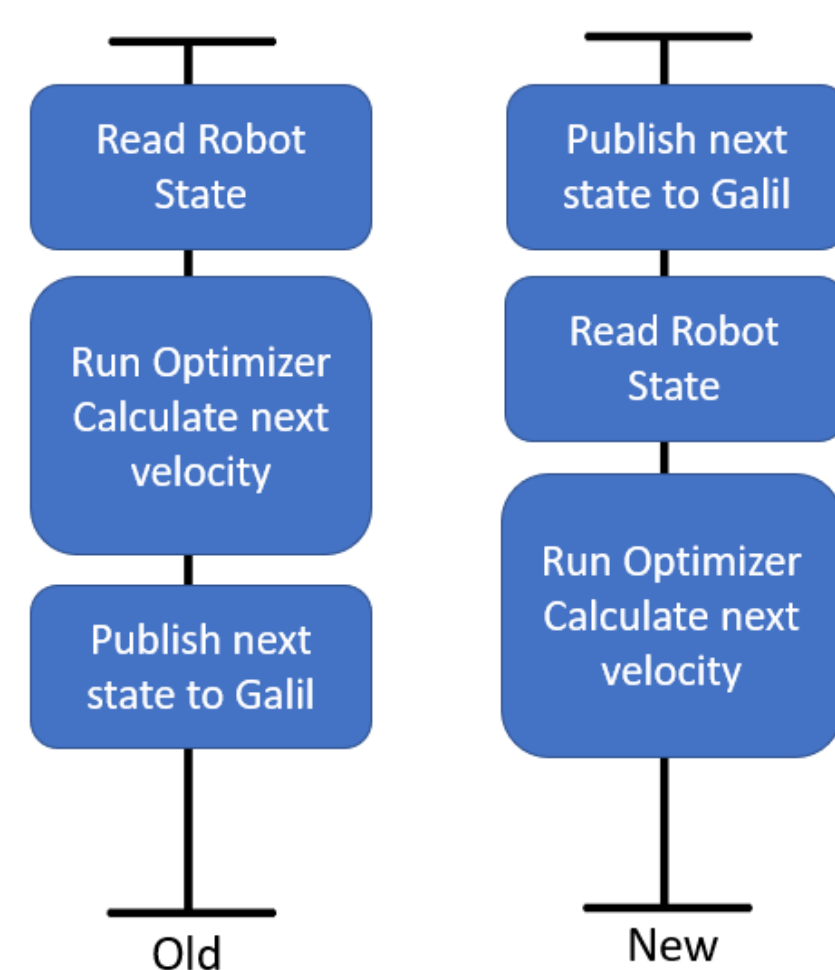 Read Robot
State
Run Optimizer
Calculate next
velocity
Publish next
state to Galil
Old
Publish next
state to Galil
Read Robot
State
Run Optimizer
Calculate next
velocity
New